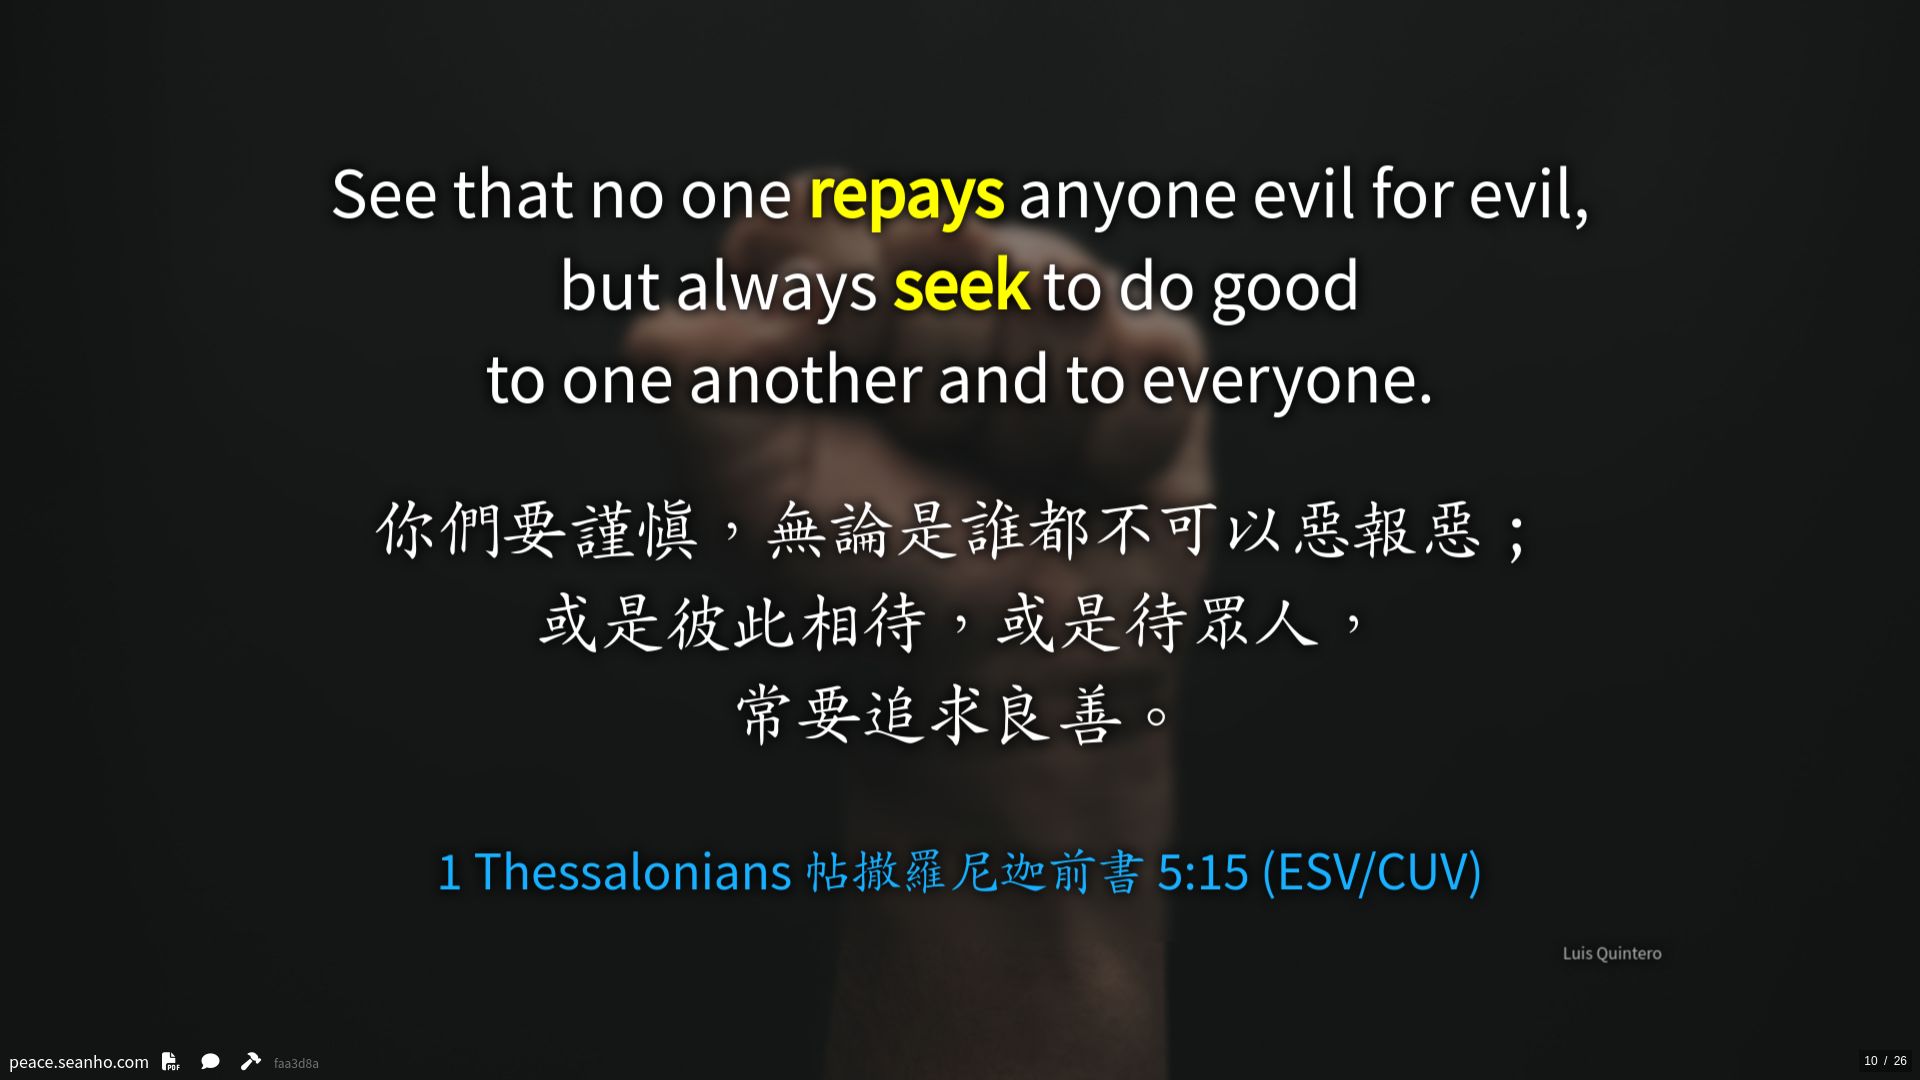 See that no one repays anyone evil for evil,
but always seek to do good
to one another and to everyone.
你們要謹愼，無論是誰都不可以惡報惡；
或是彼此相待，或是待眾人，
常要追求良善。
1 Thessalonians 帖撒羅尼迦前書 5:15 (ESV/CUV)
Luis Quintero
peace.seanho.com PDF faa3d8a
10 / 26